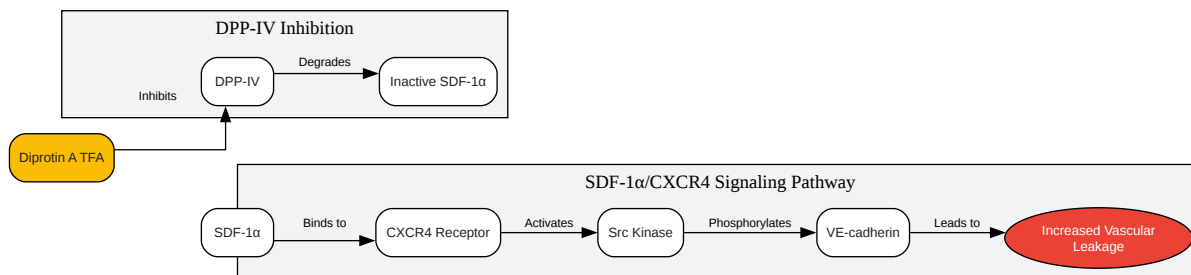 DPP-IV Inhibition
Degrades
DPP-IV
Inactive SDF-1α
Inhibits
Diprotin A TFA
SDF-1α/CXCR4 Signaling Pathway
Binds to
Activates
Phosphorylates
Leads to
SDF-1α
CXCR4 Receptor
Src Kinase
VE-cadherin
Increased Vascular
Leakage